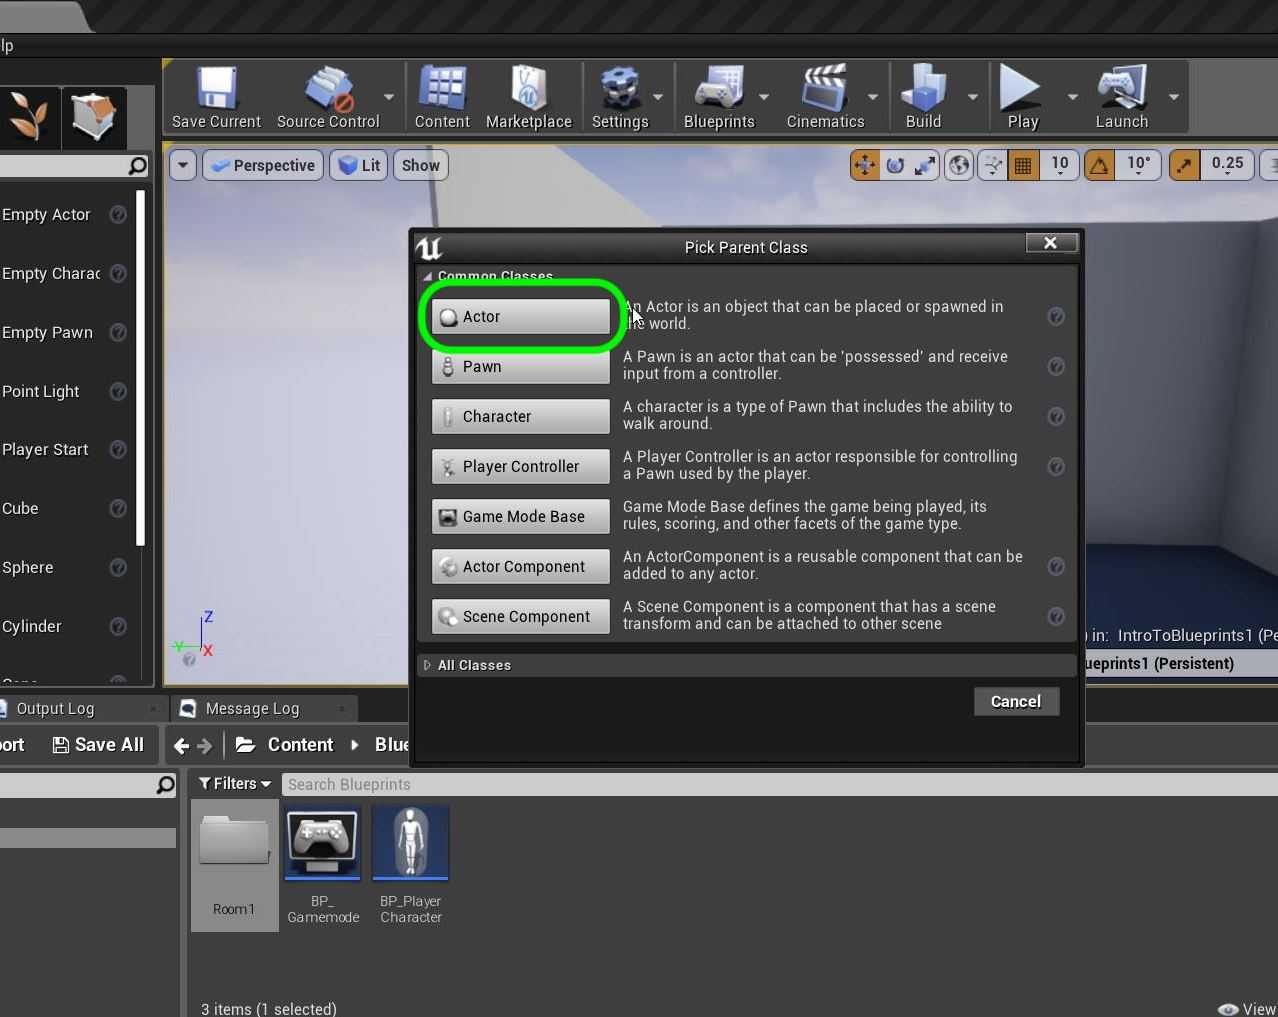 lp
Save Current
Source Control
Content
Marketplace
Settings
Blueprints
Cinematics
Build
Play
Launch
Perspective
Lit
Show
10
10°
0.25
Empty Actor
Empty Charac
Empty Pawn
Point Light
Player Start
Cube
Sphere
Cylinder
Z
Y
X
Pick Parent Class
Common Classes
Actor
An Actor is an object that can be placed or spawned in
the world.
Pawn
A Pawn is an actor that can be 'possessed' and receive
input from a controller.
Character
A character is a type of Pawn that includes the ability to
walk around.
Player Controller
A Player Controller is an actor responsible for controlling
a Pawn used by the player.
Game Mode Base
Game Mode Base defines the game being played, its
rules, scoring, and other facets of the game type.
Actor Component
An ActorComponent is a reusable component that can be
added to any actor.
Scene Component
A Scene Component is a component that has a scene
transform and can be attached to other scene
All Classes
Cancel
) in: IntroToBlueprints1 (Pe
ueprints1 (Persistent)
Output Log
Message Log
ort
Save All
Content
Blue
Filters
Search Blueprints
Room1
BP_
Gamemode
BP_Player
Character
3 items (1 selected)
View